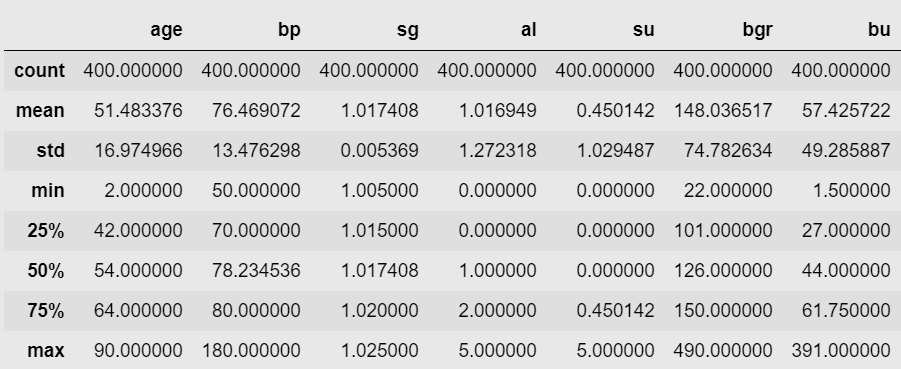 age bp sg al su bgr bu
count 400.000000 400.000000 400.000000 400.000000 400.000000 400.000000 400.000000
mean 51.483376 76.469072 1.017408 1.016949 0.450142 148.036517 57.425722
std 16.974966 13.476298 0.005369 1.272318 1.029487 74.782634 49.285887
min 2.000000 50.000000 1.005000 0.000000 0.000000 22.000000 1.500000
25% 42.000000 70.000000 1.015000 0.000000 0.000000 101.000000 27.000000
50% 54.000000 78.234536 1.017408 1.000000 0.000000 126.000000 44.000000
75% 64.000000 80.000000 1.020000 2.000000 0.450142 150.000000 61.750000
max 90.000000 180.000000 1.025000 5.000000 5.000000 490.000000 391.000000